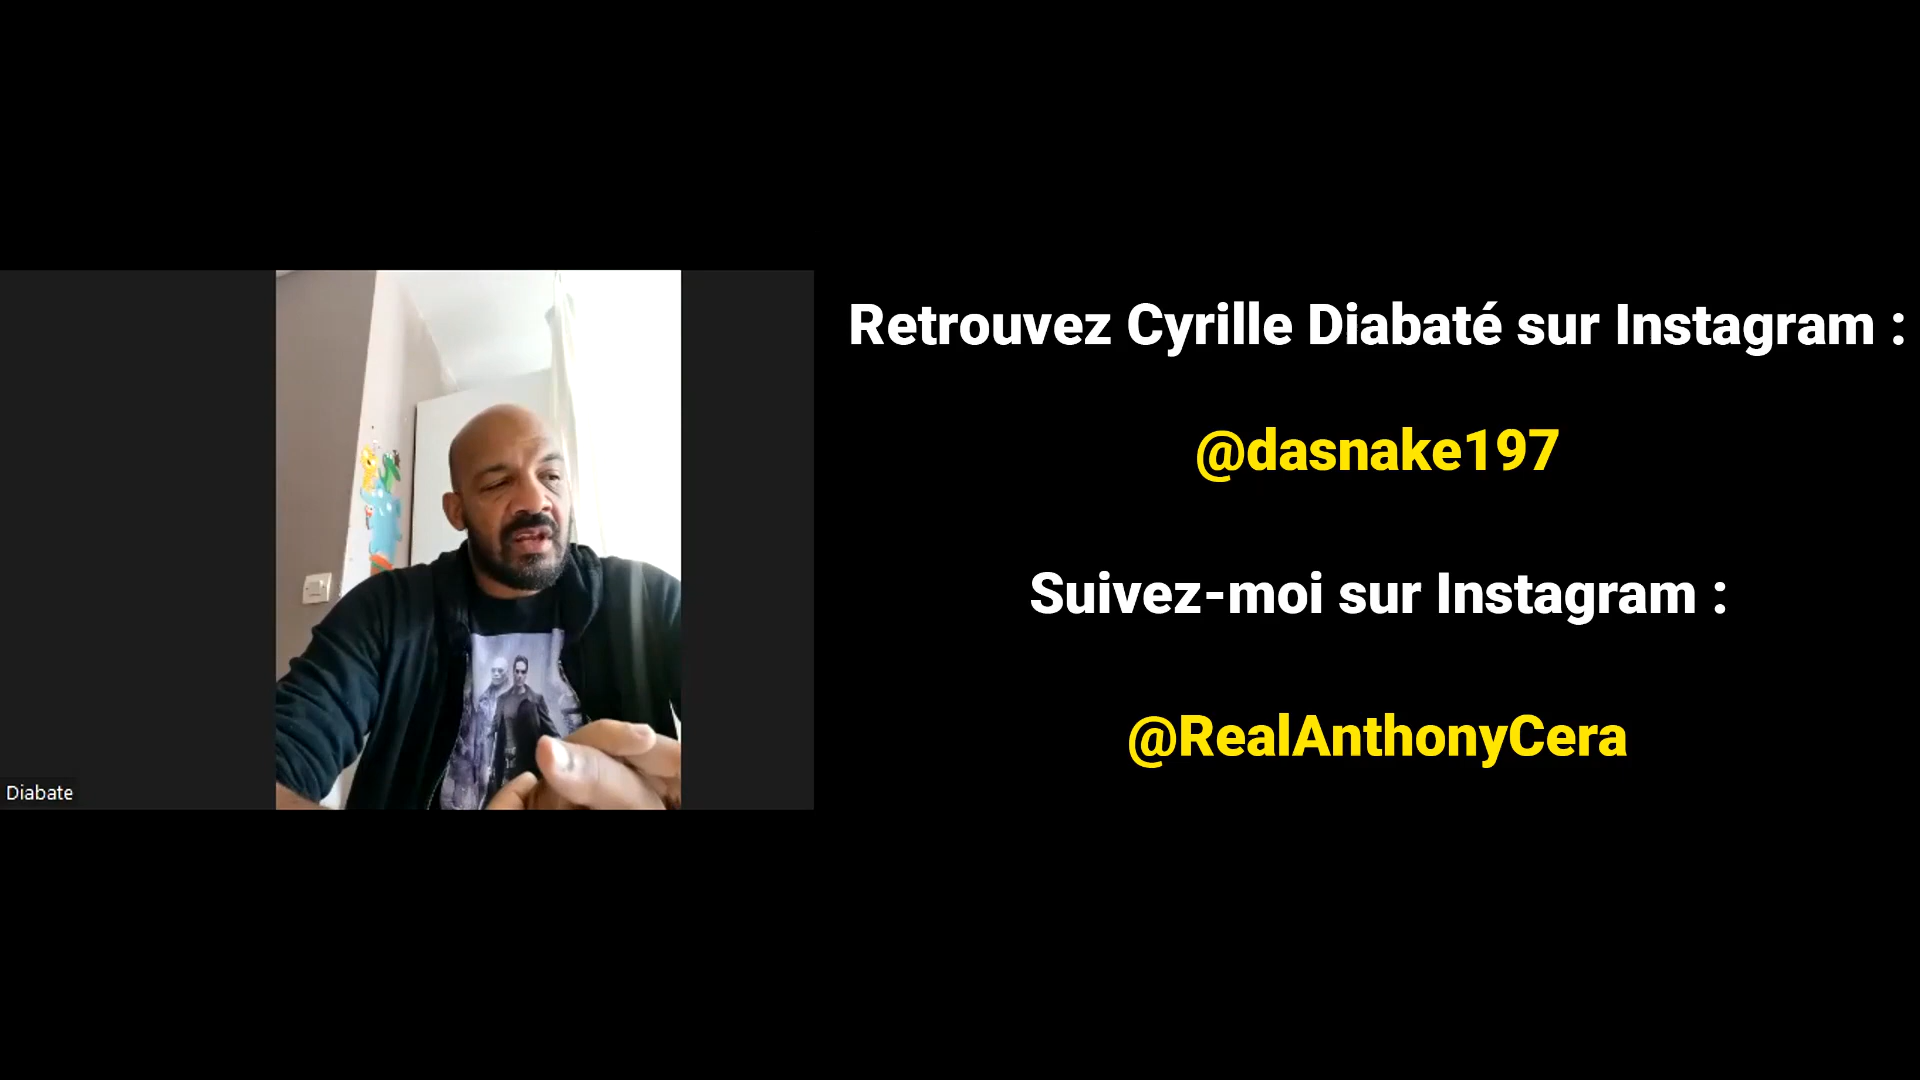 Retrouvez Cyrille Diabaté sur Instagram :
@dasnake197
Suivez-moi sur Instagram :
@RealAnthonyCera
Diabate